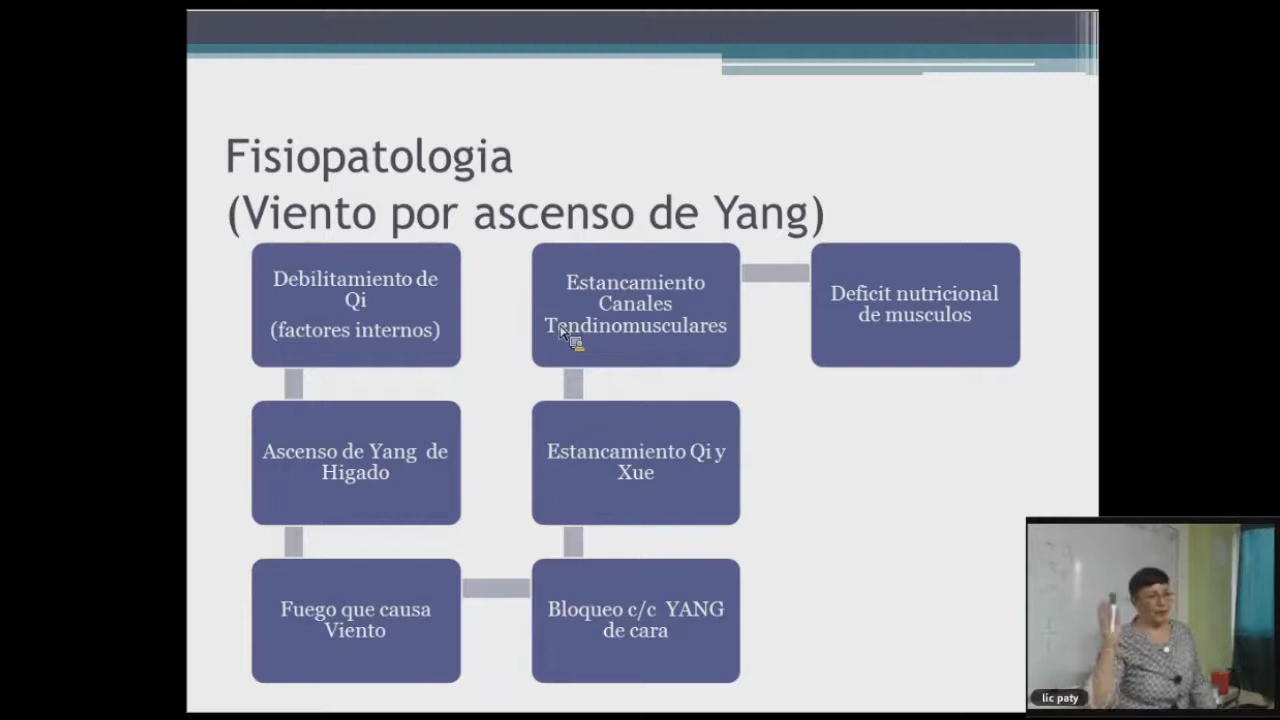 Fisiopatologia
(Viento por ascenso de Yang)
Debilitamiento de
Qi
(factores internos)
Ascenso de Yang de
Higado
Fuego que causa
Viento
Bloqueo c/c YANG
de cara
Estancamiento Qi y
Xue
Estancamiento
Canales
Tendinomusculares
Deficit nutricional
de musculos
lic paty